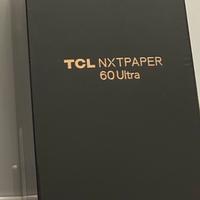 TCL NXTPAPER
60 Ultra